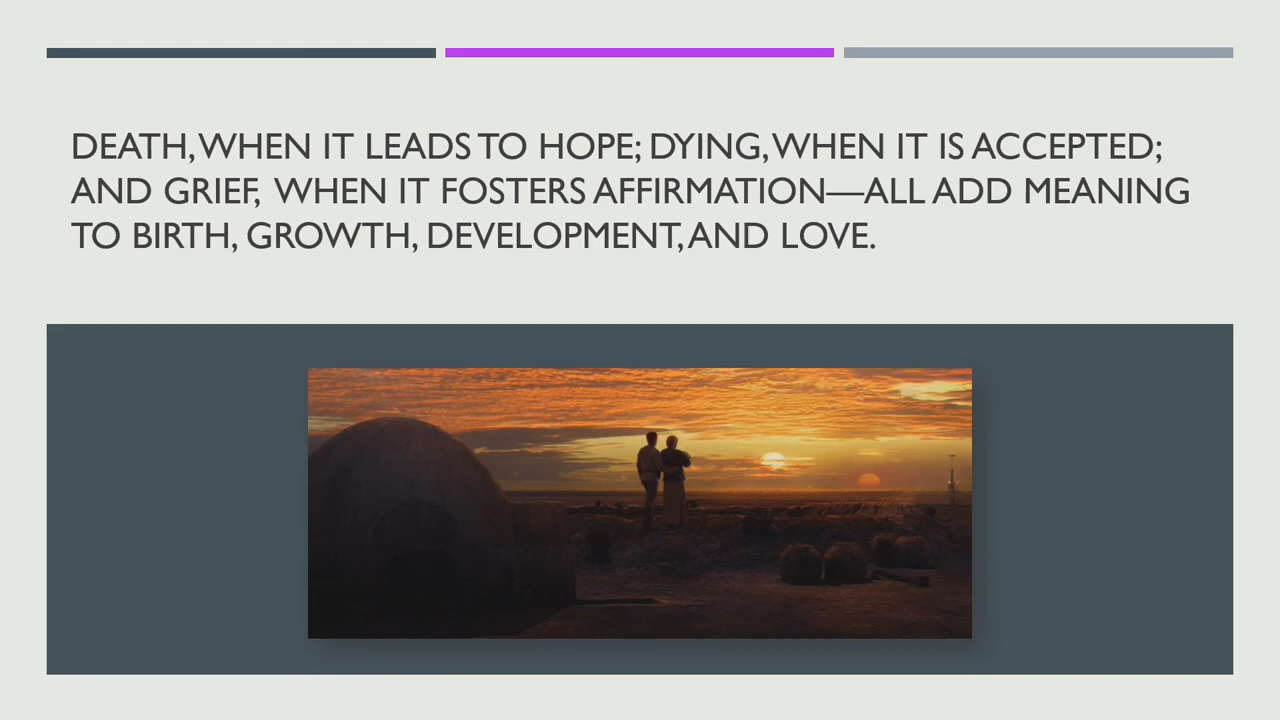 DEATH, WHEN IT LEADS TO HOPE; DYING, WHEN IT IS ACCEPTED;
AND GRIEF, WHEN IT FOSTERS AFFIRMATION—ALL ADD MEANING
TO BIRTH, GROWTH, DEVELOPMENT, AND LOVE.